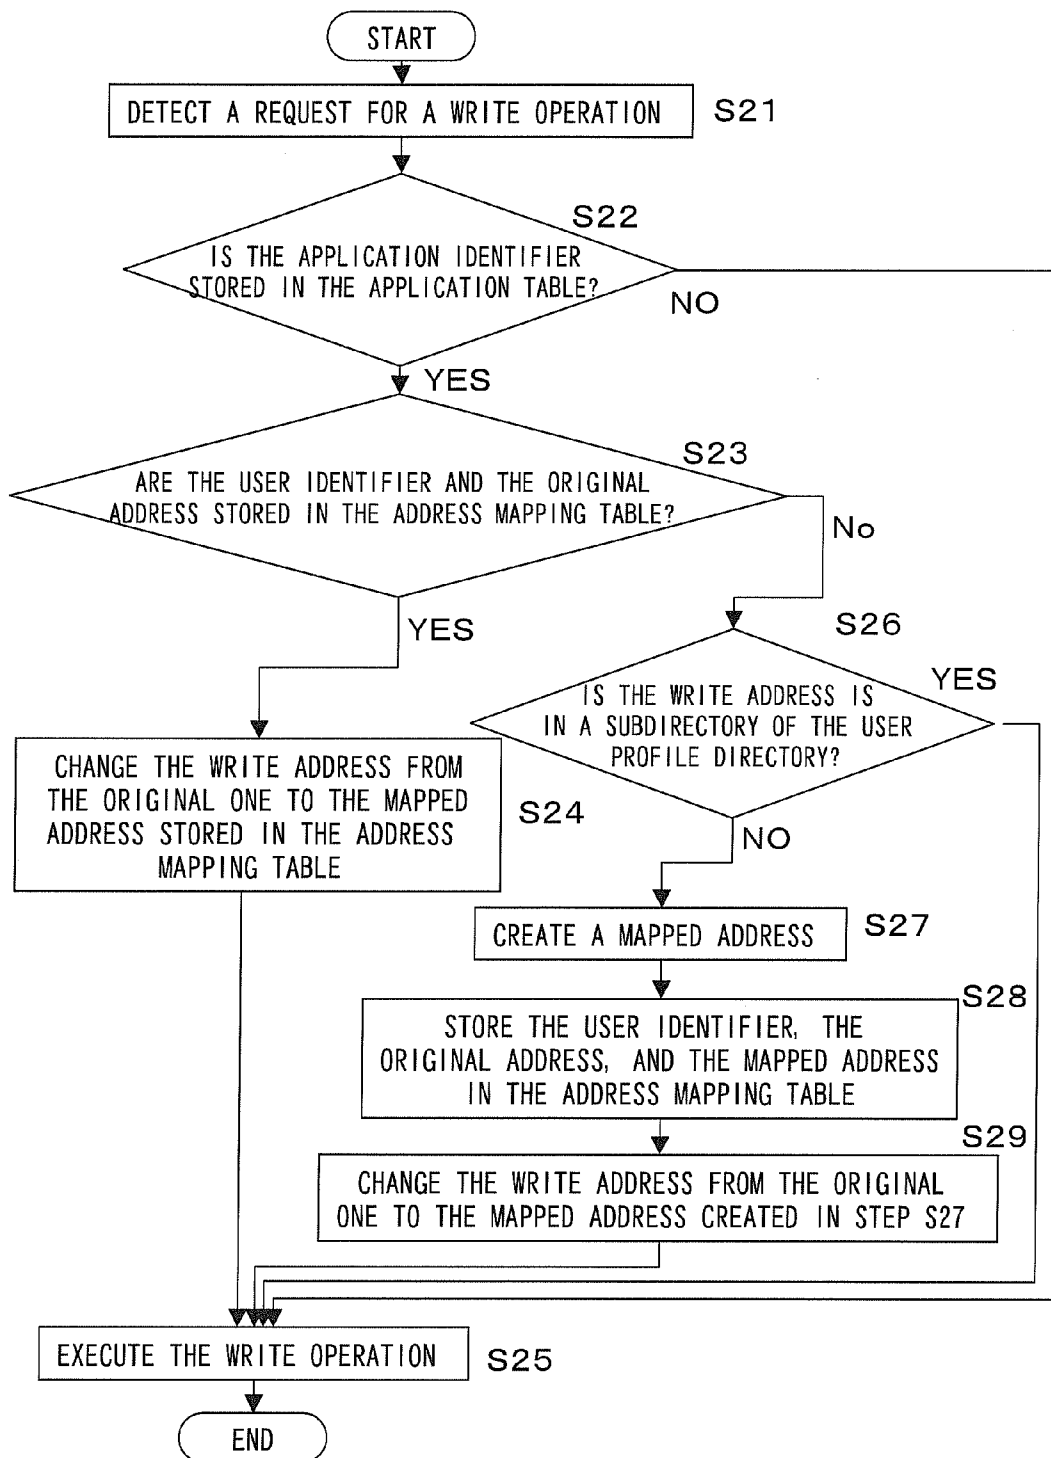 START
DETECT A REQUEST FOR A WRITE OPERATION
S21
S22
IS THE APPLICATION IDENTIFIER
STORED IN THE APPLICATION TABLE?
NO
YES
S23
ARE THE USER IDENTIFIER AND THE ORIGINAL
ADDRESS STORED IN THE ADDRESS MAPPING TABLE?
No
YES
S26
IS THE WRITE ADDRESS IS
IN A SUBDIRECTORY OF THE USER
PROFILE DIRECTORY?
YES
CHANGE THE WRITE ADDRESS FROM
THE ORIGINAL ONE TO THE MAPPED
ADDRESS STORED IN THE ADDRESS
MAPPING TABLE
S24
NO
CREATE A MAPPED ADDRESS
S27
S28
STORE THE USER IDENTIFIER, THE
ORIGINAL ADDRESS, AND THE MAPPED ADDRESS
IN THE ADDRESS MAPPING TABLE
S29
CHANGE THE WRITE ADDRESS FROM THE ORIGINAL
ONE TO THE MAPPED ADDRESS CREATED IN STEP S27
EXECUTE THE WRITE OPERATION
S25
END